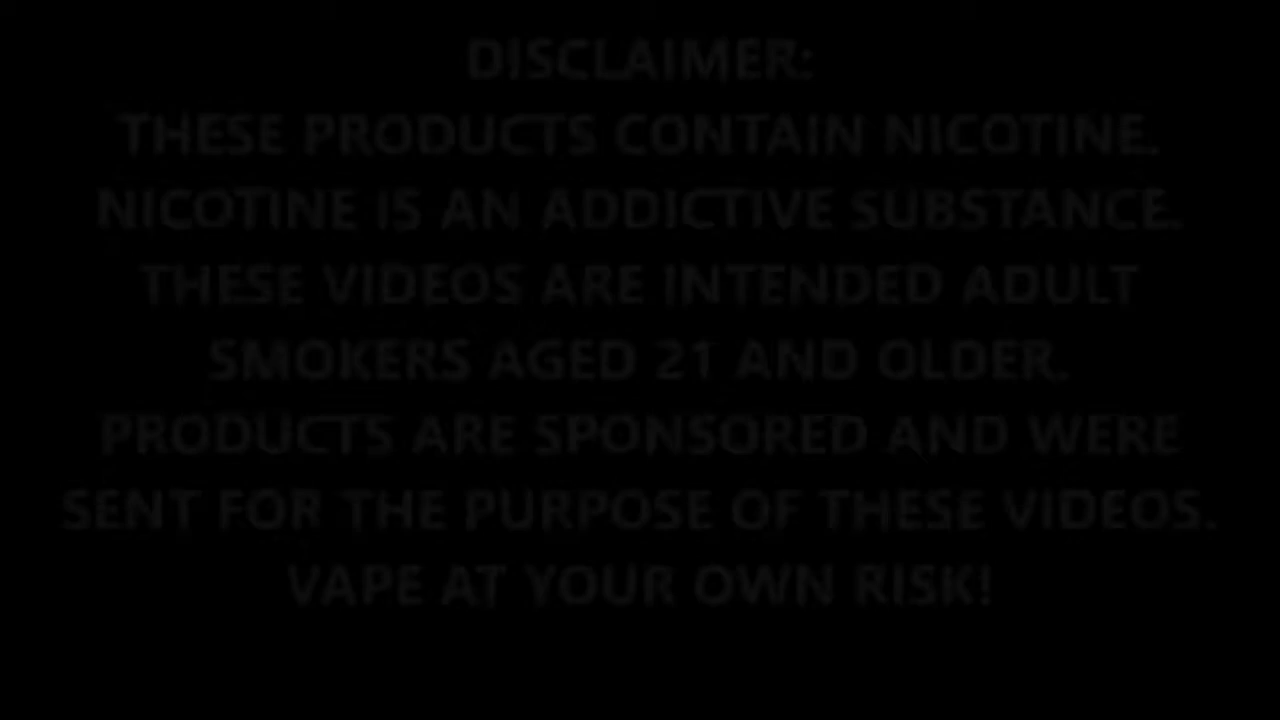 DISCLAIMER:
THESE PRODUCTS CONTAIN NICOTINE.
NICOTINE IS AN ADDICTIVE SUBSTANCE.
THESE VIDEOS ARE INTENDED ADULT
SMOKERS AGED 21 AND OLDER.
PRODUCTS ARE SPONSORED AND WERE
SENT FOR THE PURPOSE OF THESE VIDEOS.
VAPE AT YOUR OWN RISK!